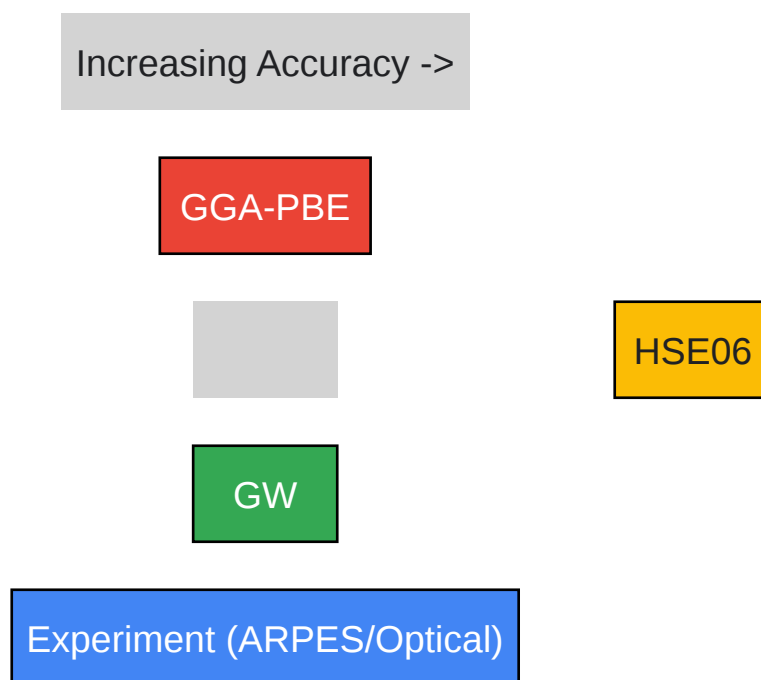 Increasing Accuracy ->
GGA-PBE
HSE06
GW
Experiment (ARPES/Optical)